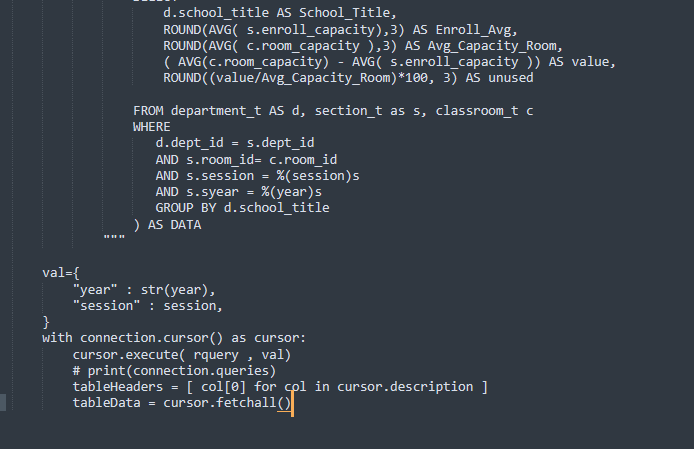 d.school_title AS School_Title,
ROUND(AVG( s.enroll_capacity),3) AS Enroll_Avg,
ROUND(AVG( c.room_capacity ),3) AS Avg_Capacity_Room,
( AVG(c.room_capacity) - AVG( s.enroll_capacity )) AS value,
ROUND((value/Avg_Capacity_Room)*100, 3) AS unused
FROM department_t AS d, section_t as s, classroom_t c
WHERE
d.dept_id = s.dept_id
AND s.room_id= c.room_id
AND s.session = %(session)s
AND s.syear = %(year)s
GROUP BY d.school_title
) AS DATA
"""
val={
"year" : str(year),
"session" : session,
}
with connection.cursor() as cursor:
cursor.execute( rquery , val)
# print(connection.queries)
tableHeaders = [ col[0] for col in cursor.description ]
tableData = cursor.fetchall()